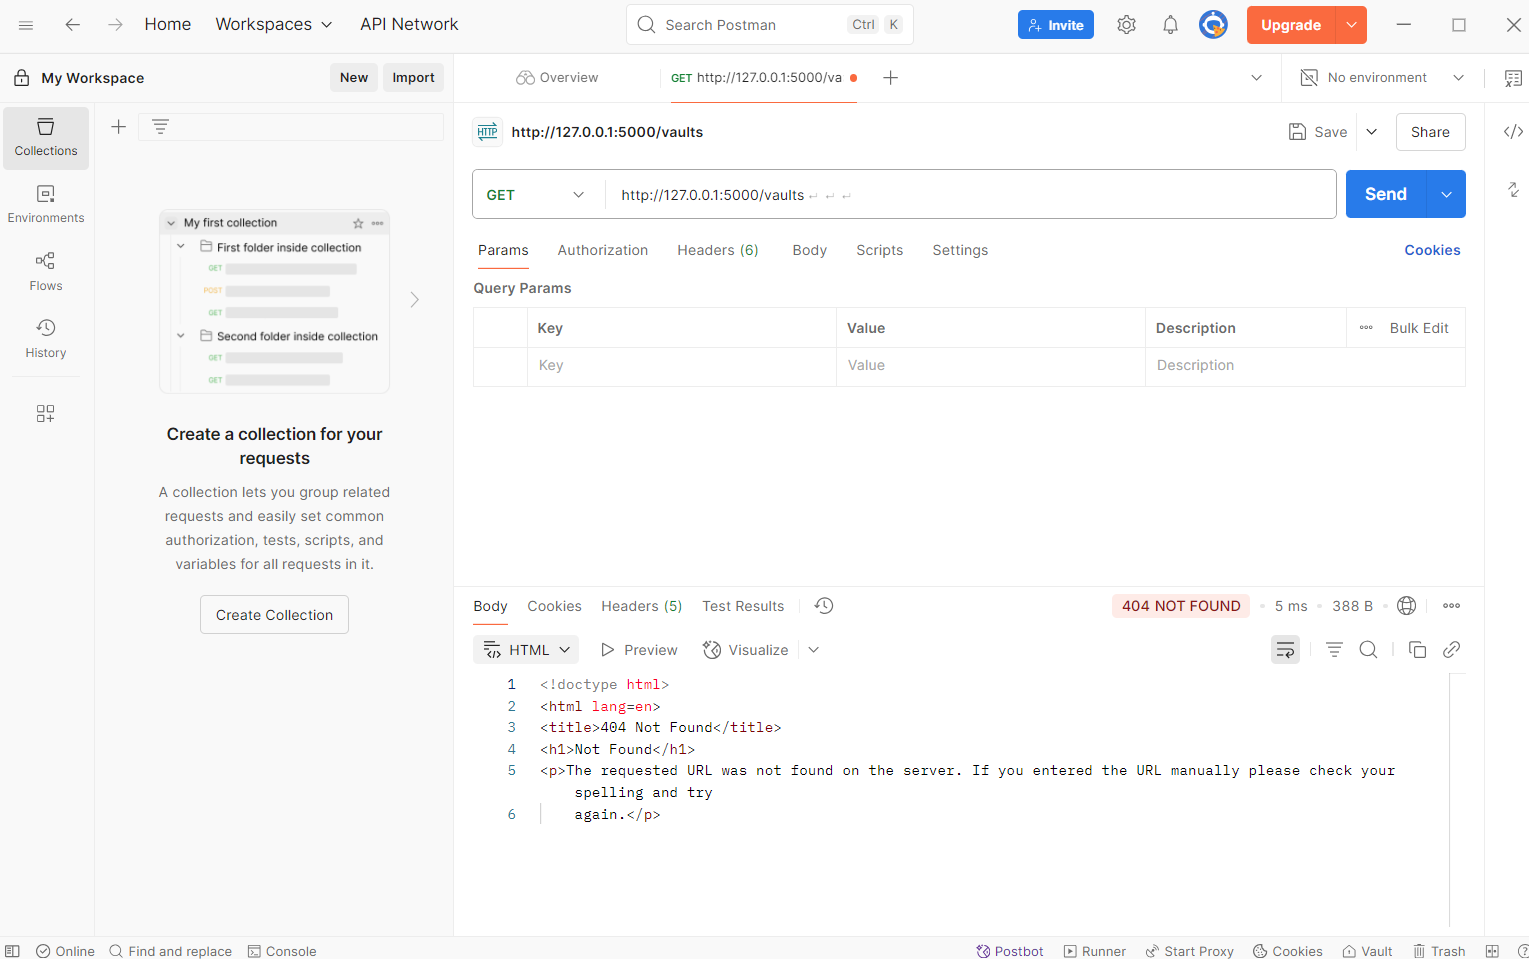 Home Workspaces API Network Search Postman Ctrl K Invite Upgrade
My Workspace New Import Overview GET http://127.0.0.1:5000/va No environment
Collections
Environments
Flows
History
My first collection
First folder inside collection
GET
POST
GET
Second folder inside collection
GET
GET
Create a collection for your
requests
A collection lets you group related
requests and easily set common
authorization, tests, scripts, and
variables for all requests in it.
Create Collection
HTTP http://127.0.0.1:5000/vaults Save Share
GET http://127.0.0.1:5000/vaults ↵ ↵ ↵ Send
Params Authorization Headers (6) Body Scripts Settings Cookies
Query Params
Key Value Description Bulk Edit
Key Value Description
Body Cookies Headers (5) Test Results 404 NOT FOUND 5 ms 388 B
HTML Preview Visualize
1 <!doctype html>
2 <html lang=en>
3 <title>404 Not Found</title>
4 <h1>Not Found</h1>
5 <p>The requested URL was not found on the server. If you entered the URL manually please check your
spelling and try
6 again.</p>
Online Find and replace Console Postbot Runner Start Proxy Cookies Vault Trash